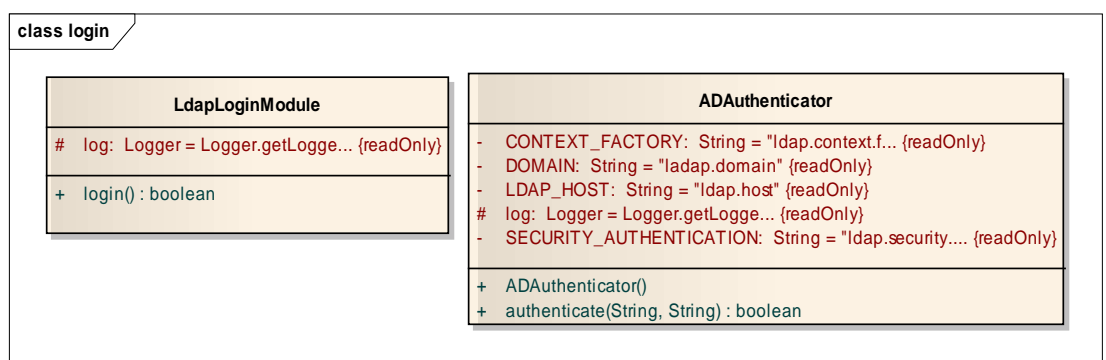 class login
LdapLoginModule
# log: Logger = Logger.getLogge... {readOnly}
+ login() : boolean
ADAuthenticator
- CONTEXT_FACTORY: String = "ldap.context.f... {readOnly}
- DOMAIN: String = "ladap.domain" {readOnly}
- LDAP_HOST: String = "ldap.host" {readOnly}
# log: Logger = Logger.getLogge... {readOnly}
- SECURITY_AUTHENTICATION: String = "ldap.security.... {readOnly}
+ ADAuthenticator()
+ authenticate(String, String) : boolean